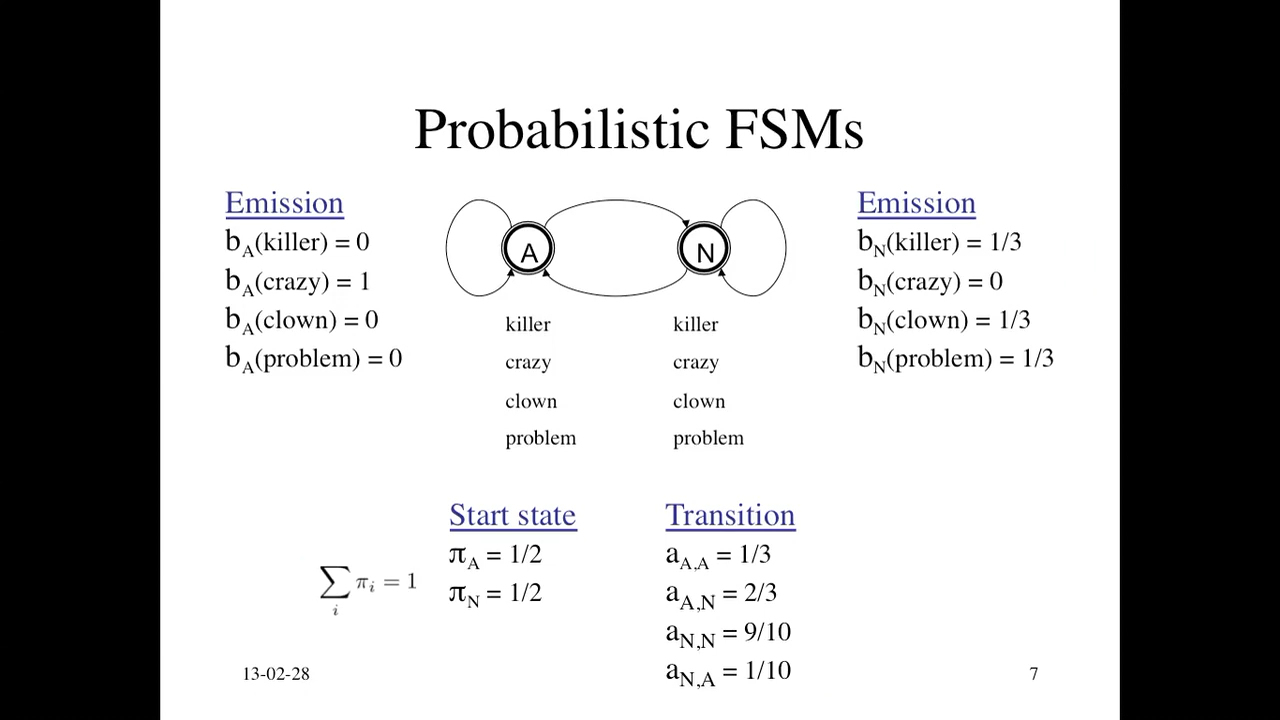 Probabilistic FSMs
Emission
b_A(killer) = 0
b_A(crazy) = 1
b_A(clown) = 0
b_A(problem) = 0
A
N
killer
crazy
clown
problem
killer
crazy
clown
problem
Emission
b_N(killer) = 1/3
b_N(crazy) = 0
b_N(clown) = 1/3
b_N(problem) = 1/3
∑_i π_i = 1
Start state
π_A = 1/2
π_N = 1/2
Transition
a_A,A = 1/3
a_A,N = 2/3
a_N,N = 9/10
a_N,A = 1/10
13-02-28
7